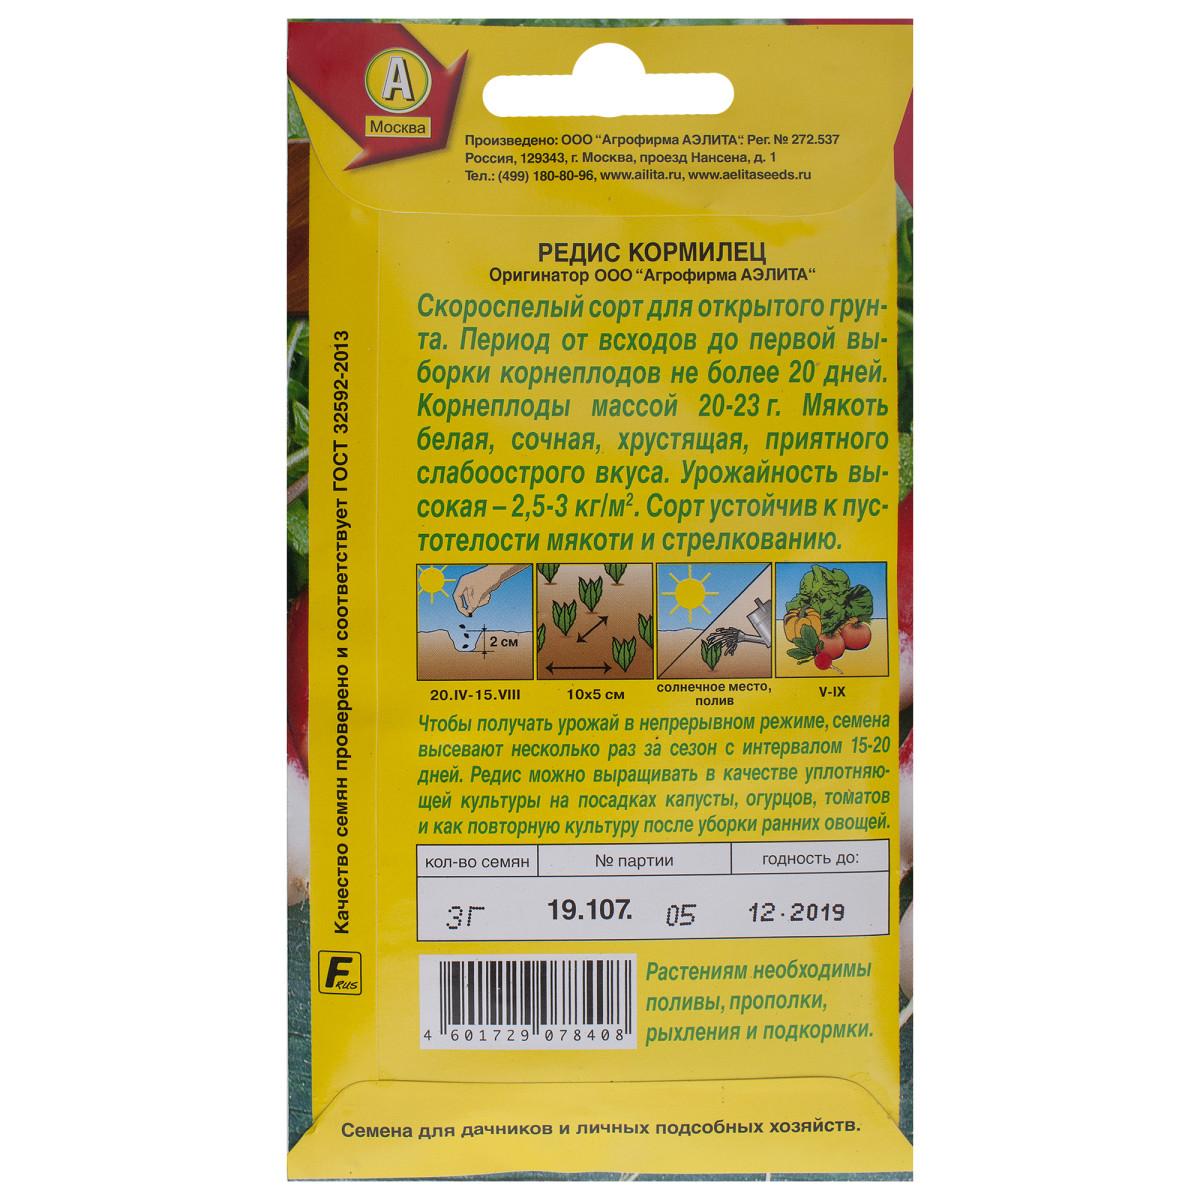 А
Москва
Произведено: ООО "Агрофирма АЭЛИТА". Рег. № 272.537
Россия, 129343, г. Москва, проезд Нансена, д. 1
Тел.: (499) 180-80-96, www.ailita.ru, www.aelitaseeds.ru
РЕДИС КОРМИЛЕЦ
Оригинатор ООО "Агрофирма АЭЛИТА"
Скороспелый сорт для открытого грун-
та. Период от всходов до первой вы-
борки корнеплодов не более 20 дней.
Корнеплоды массой 20-23 г. Мякоть
белая, сочная, хрустящая, приятного
слабоострого вкуса. Урожайность вы-
сокая – 2,5-3 кг/м². Сорт устойчив к пус-
тотелости мякоти и стрелкованию.
2 см
20.IV-15.VIII
10х5 см
солнечное место,
полив
V-IX
Чтобы получать урожай в непрерывном режиме, семена
высевают несколько раз за сезон с интервалом 15-20
дней. Редис можно выращивать в качестве уплотняю-
щей культуры на посадках капусты, огурцов, томатов
и как повторную культуру после уборки ранних овощей.
кол-во семян № партии годность до:
3Г 19.107. 05 12.2019
4 601729 078408
Растениям необходимы
поливы, прополки,
рыхления и подкормки.
Семена для дачников и личных подсобных хозяйств.
Качество семян проверено и соответствует ГОСТ 32592-2013
F RUS